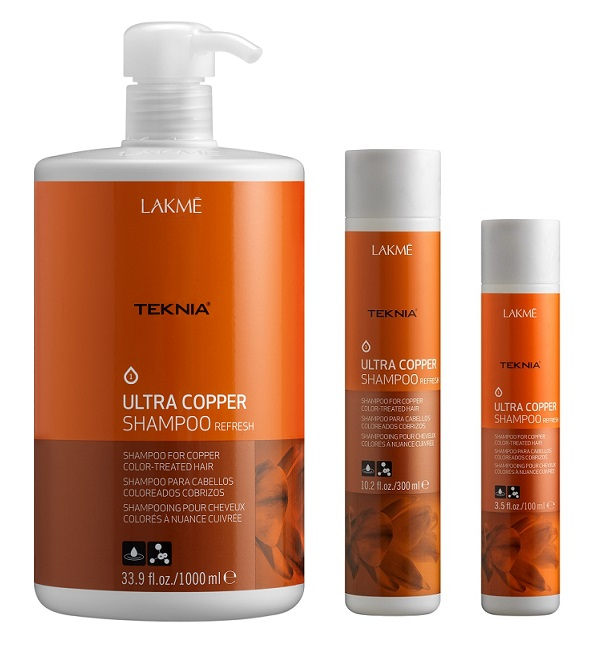 LAKMĒ
TEKNIA®
1
ULTRA COPPER
SHAMPOO REFRESH
SHAMPOO FOR COPPER
COLOR-TREATED HAIR
SHAMPOO PARA CABELLOS
COLOREADOS COBRIZOS
SHAMPOOING POUR CHEVEUX
COLORÉS À NUANCE CUIVRÉE
33.9 fl.oz./1000 ml ℮
LAKMĒ
TEKNIA®
1
ULTRA COPPER
SHAMPOO REFRESH
SHAMPOO FOR COPPER
COLOR-TREATED HAIR
SHAMPOO PARA CABELLOS
COLOREADOS COBRIZOS
SHAMPOOING POUR CHEVEUX
COLORÉS À NUANCE CUIVRÉE
10.2 fl.oz./300 ml ℮
LAKMĒ
TEKNIA®
1
ULTRA COPPER
SHAMPOO REFRESH
SHAMPOO FOR COPPER
COLOR-TREATED HAIR
SHAMPOO PARA CABELLOS
COLOREADOS COBRIZOS
SHAMPOOING POUR CHEVEUX
COLORÉS À NUANCE CUIVRÉE
3.5 fl.oz./100 ml ℮